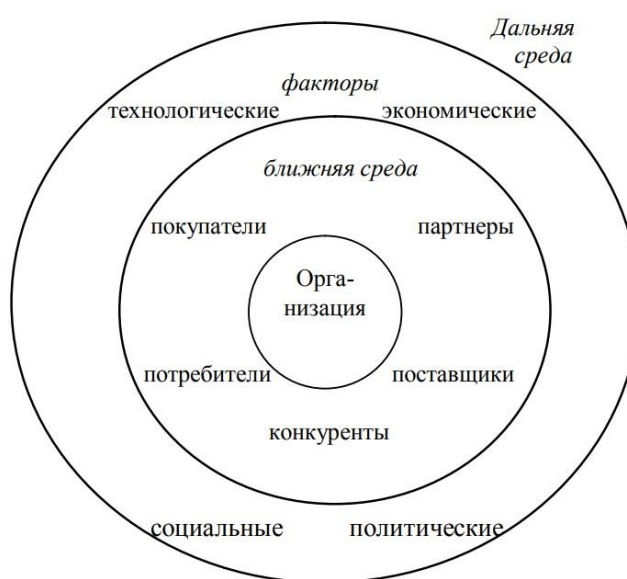 Дальняя
среда
факторы
технологические экономические
ближняя среда
покупатели партнеры
Орга-
низация
потребители поставщики
конкуренты
социальные политические